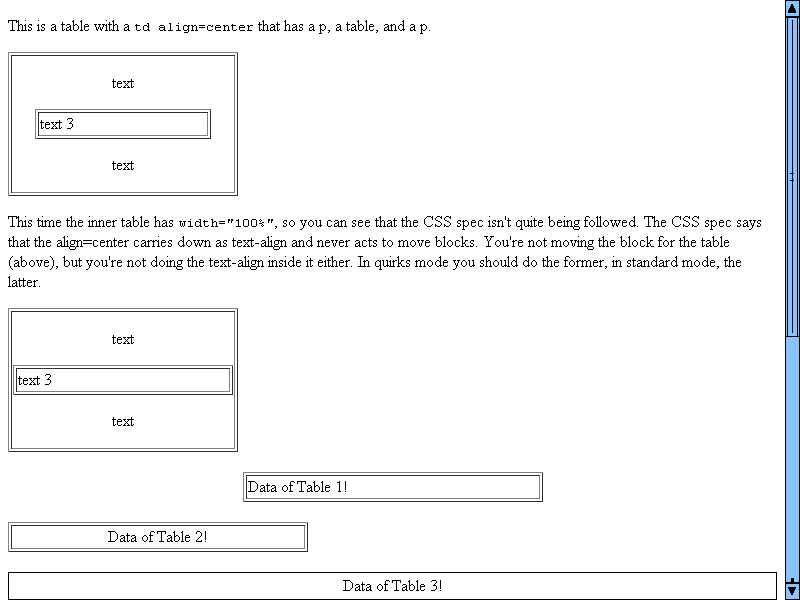 This is a table with a td align=center that has a p, a table, and a p.
text
text 3
text
This time the inner table has width="100%", so you can see that the CSS spec isn't quite being followed. The CSS spec says
that the align=center carries down as text-align and never acts to move blocks. You're not moving the block for the table
(above), but you're not doing the text-align inside it either. In quirks mode you should do the former, in standard mode, the
latter.
text
text 3
text
Data of Table 1!
Data of Table 2!
Data of Table 3!